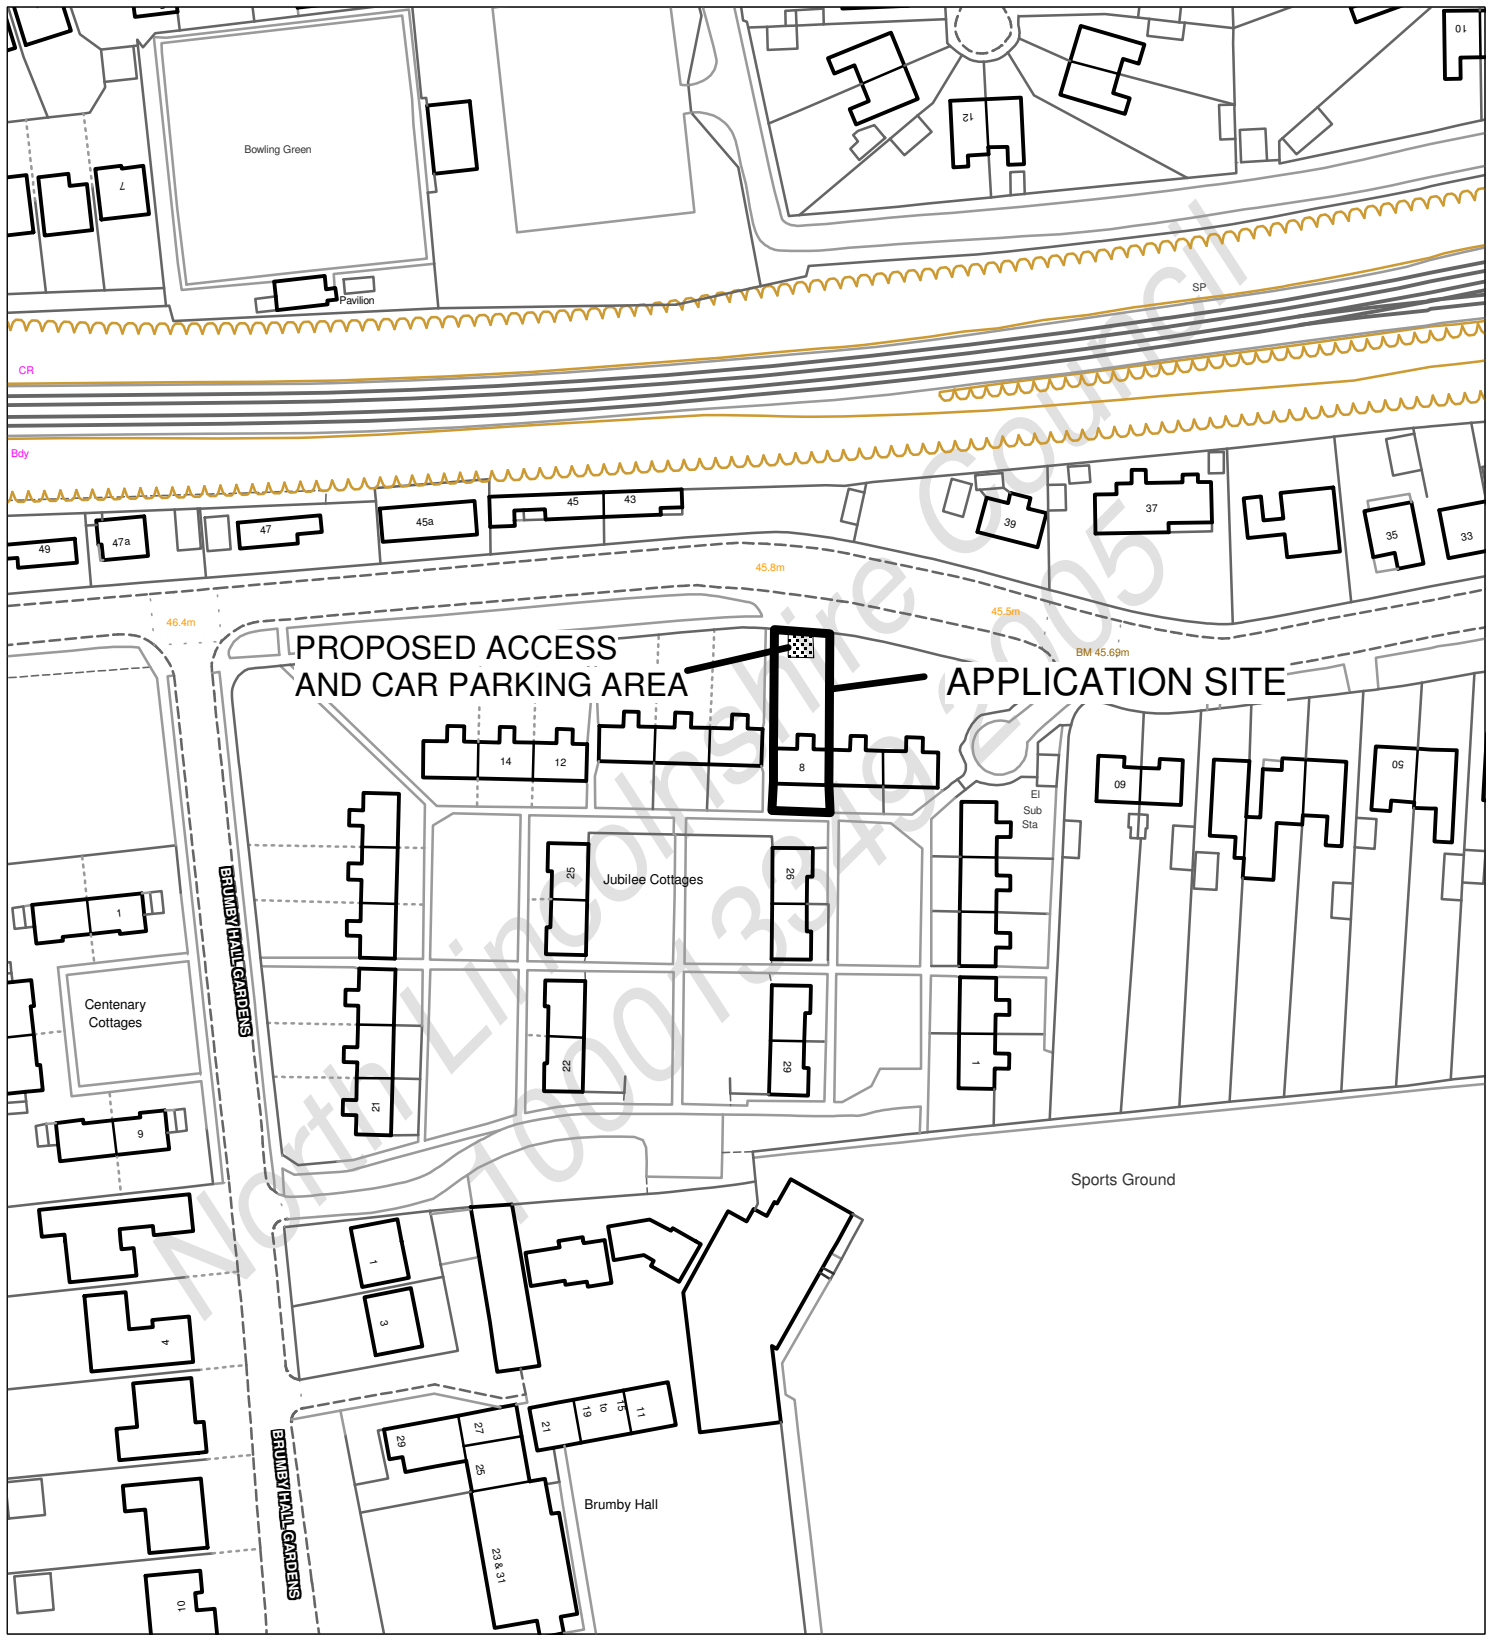 10
Bowling Green
12
7
SP
Pavilion
CR
Bdy
45
43
37
45a
39
47
35
33
47a
49
45.8m
46.4m
45.5m
PROPOSED ACCESS
AND CAR PARKING AREA
BM 45.69m
APPLICATION SITE
14
12
8
60
50
El
Sub
Sta
25
Jubilee Cottages
26
1
BRUMBY HALL GARDENS
Centenary
Cottages
22
29
1
21
9
Sports Ground
1
3
4
21
19
to
15
11
27
29
25
BRUMBY HALL GARDENS
Brumby Hall
23 & 31
10
North Lincolnshire Council
100013349 2005